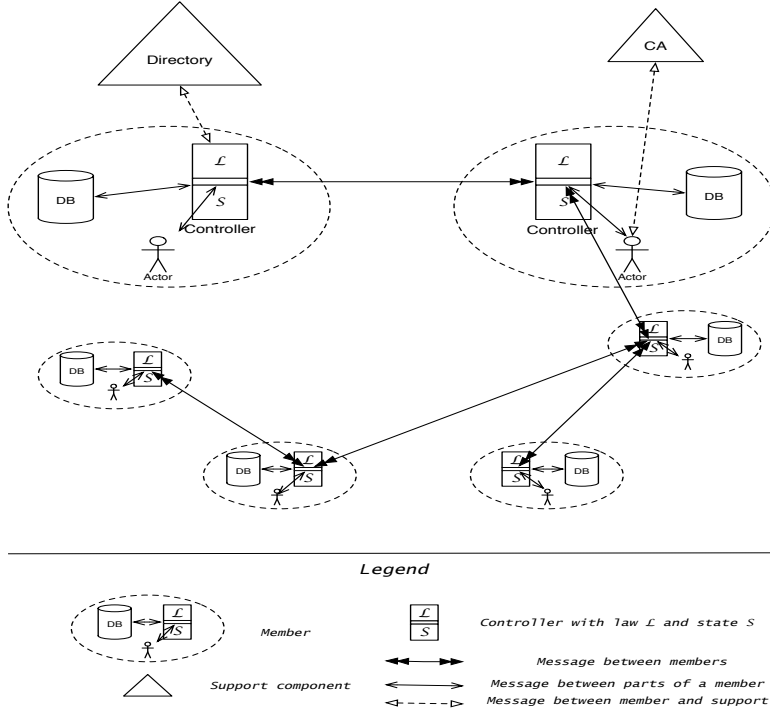 Directory
CA
ℒ
ℒ
DB
S
S
DB
Controller
Controller
Actor
Actor
ℒ
S
DB
DB
ℒ
S
DB
ℒ
S
ℒ
S
DB
DB
Legend
DB
ℒ
S
Member
ℒ
S
Controller with law ℒ and state S
Message between members
Support component
Message between parts of a member
Message between member and support